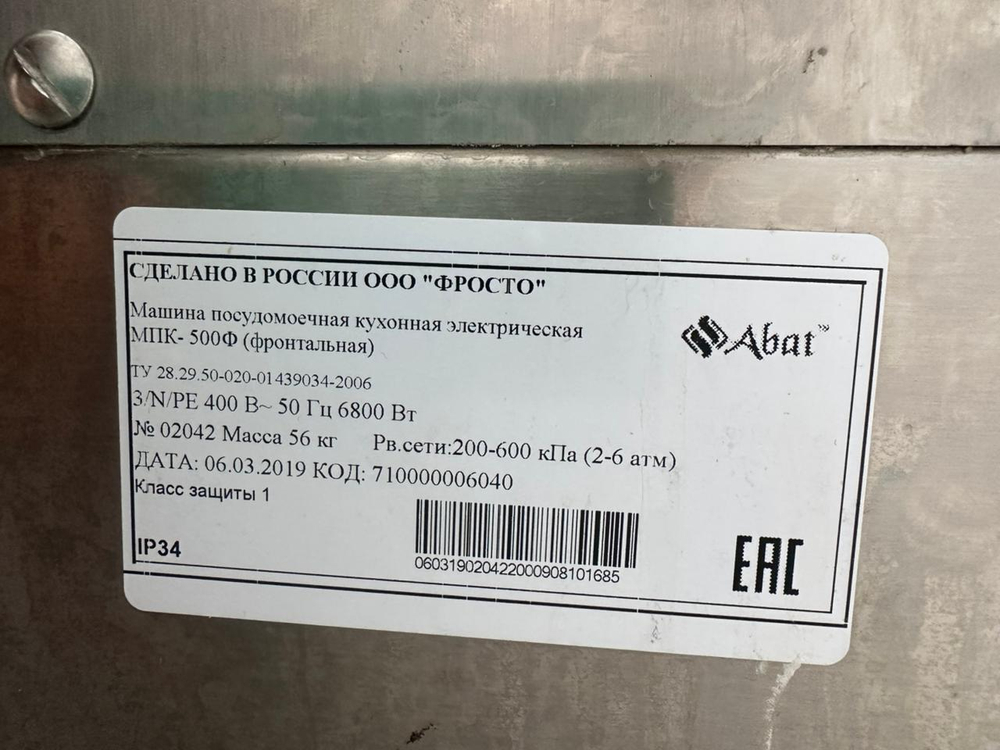 СДЕЛАНО В РОССИИ ООО "ФРОСТО"
Машина посудомоечная кухонная электрическая
МПК- 500Ф (фронтальная)
Abat™
ТУ 28.29.50-020-01439034-2006
3/N/PE 400 В~ 50 Гц 6800 Вт
№ 02042 Масса 56 кг Рв.сети:200-600 кПа (2-6 атм)
ДАТА: 06.03.2019 КОД: 710000006040
Класс защиты 1
IP34
060319020422000908101685
EAC